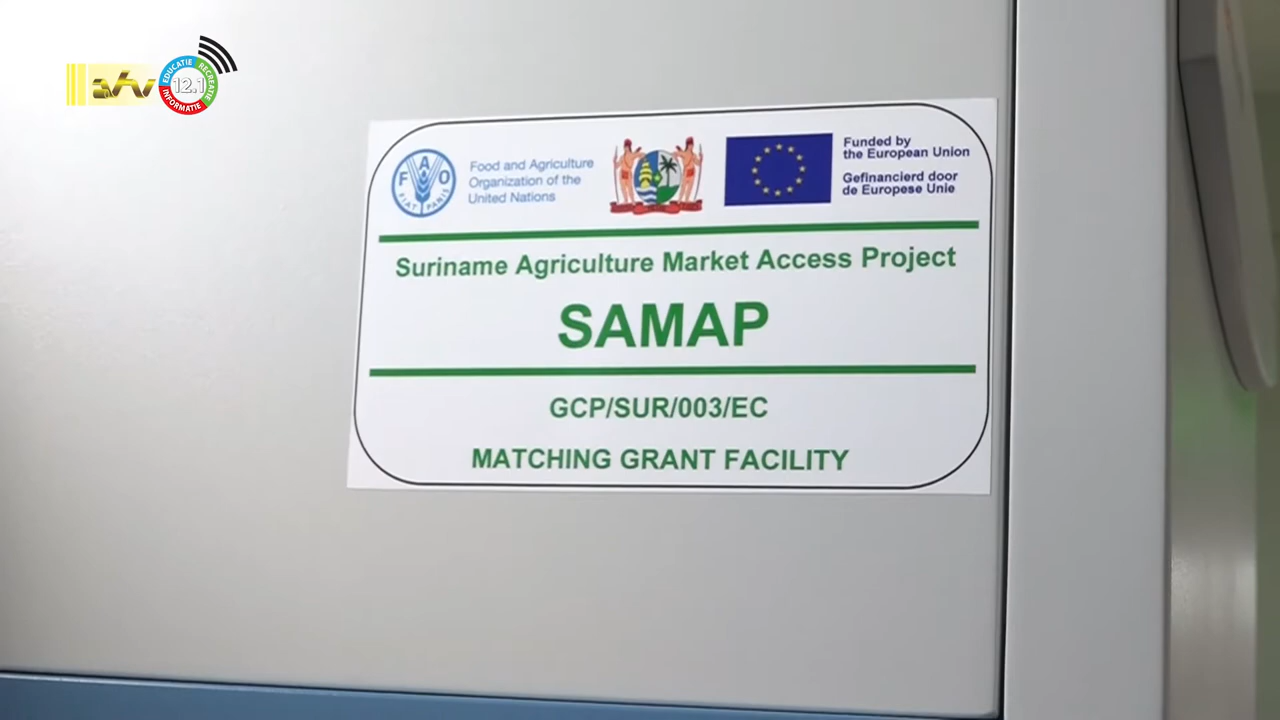 atv
EDUCATIE
RECREATIE
INFORMATIE
12.1
FAO
FIAT PANIS
Food and Agriculture
Organization of the
United Nations
Funded by
the European Union
Gefinancierd door
de Europese Unie
Suriname Agriculture Market Access Project
SAMAP
GCP/SUR/003/EC
MATCHING GRANT FACILITY